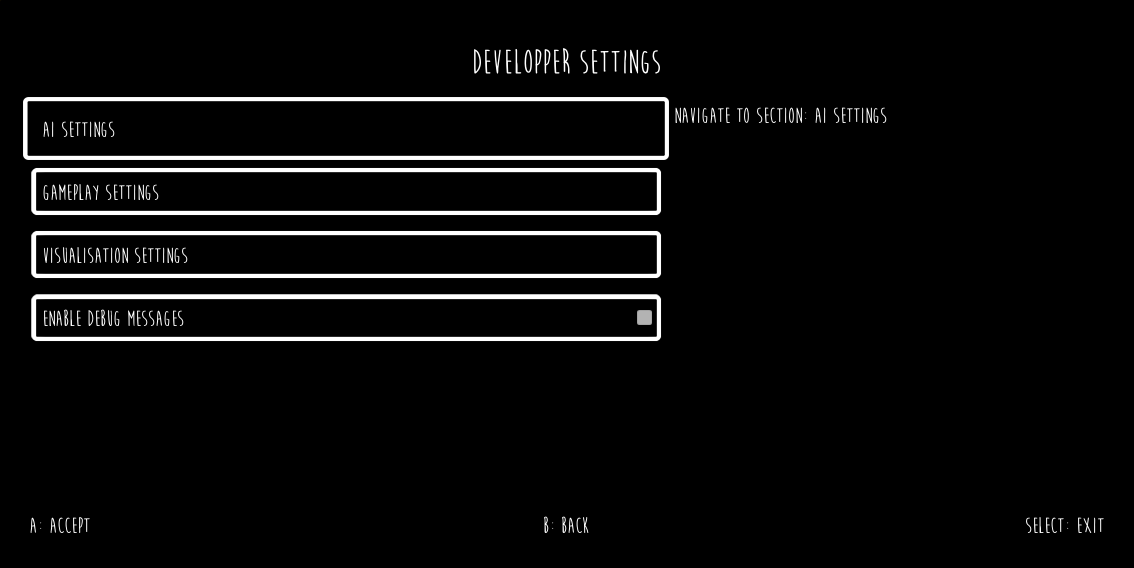 DEVELOPPER SETTINGS
AI SETTINGS
NAVIGATE TO SECTION: AI SETTINGS
GAMEPLAY SETTINGS
VISUALISATION SETTINGS
ENABLE DEBUG MESSAGES
A: ACCEPT
B: BACK
SELECT: EXIT